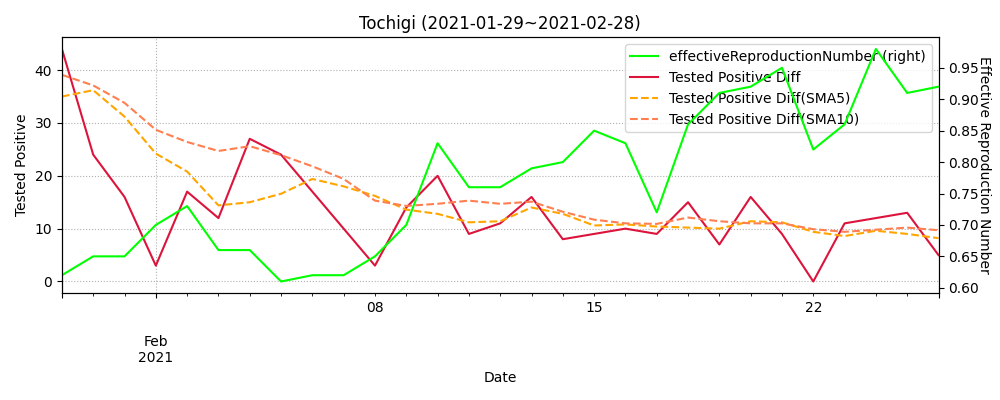 Tochigi (2021-01-29~2021-02-28)
effectiveReproductionNumber (right)
Tested Positive Diff
Tested Positive Diff(SMA5)
Tested Positive Diff(SMA10)
Tested Positive
40
30
20
10
0
0.95
0.90
0.85
0.80
0.75
0.70
0.65
0.60
Effective Reproduction Number
08
15
22
Feb
2021
Date